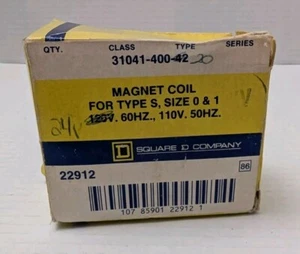 QTY. CLASS TYPE SERIES
31041-400-42 20
MAGNET COIL
FOR TYPE S, SIZE 0 & 1
120V. 60HZ., 110V. 50HZ.
D SQUARE D COMPANY
22912
86
107 85901 22912 1